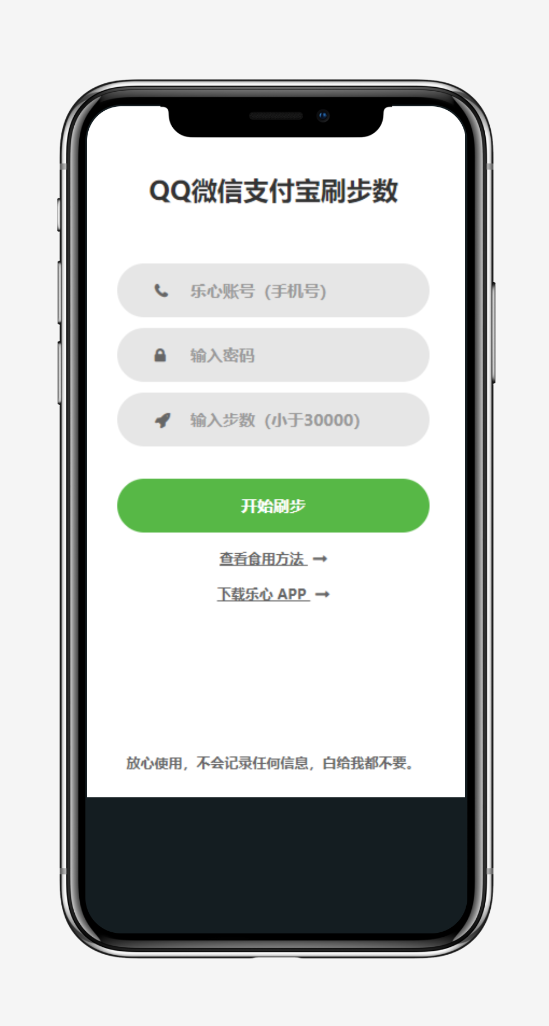 QQ微信支付宝刷步数
乐心账号（手机号）
输入密码
输入步数（小于30000）
开始刷步
查看食用方法
下载乐心 APP
放心使用，不会记录任何信息，白给我都不要。